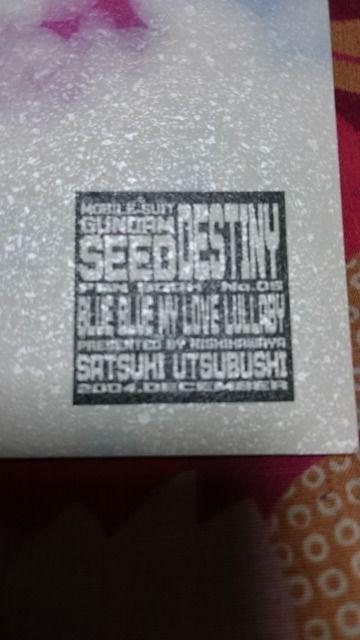 MOBILE SUIT
GUNDAM
SEED DESTINY
FAN BOOK No.05
BLUE BLUE MY LOVE LULLABY
PRESENTED BY NISHIKAWAYA
SATSUKI UTSUBUSHI
2004.DECEMBER